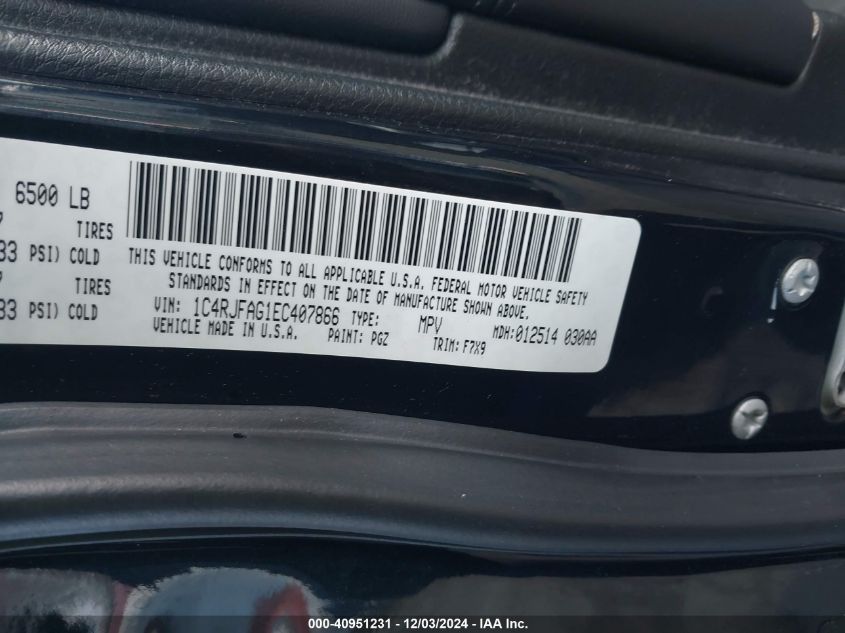 6500 LB
TIRES
33 PSI) COLD
TIRES
33 PSI) COLD
THIS VEHICLE CONFORMS TO ALL APPLICABLE U.S.A. FEDERAL MOTOR VEHICLE SAFETY
STANDARDS IN EFFECT ON THE DATE OF MANUFACTURE SHOWN ABOVE.
VIN: 1C4RJFAG1EC407866 TYPE: MPV MDH:012514 030AA
VEHICLE MADE IN U.S.A. PAINT: PGZ TRIM: F7X9
000-40951231 - 12/03/2024 - IAA Inc.